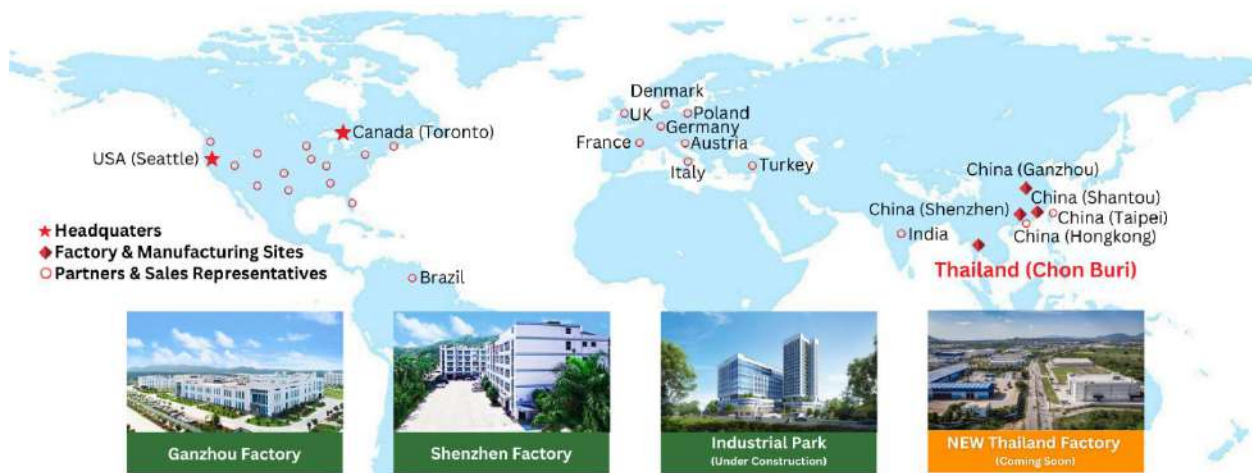 Denmark
UK
Poland
Germany
France
Austria
Italy
Turkey
Canada (Toronto)
USA (Seattle)
China (Ganzhou)
China (Shantou)
China (Shenzhen)
China (Taipei)
India
China (Hongkong)
Thailand (Chon Buri)
Headquaters
Factory & Manufacturing Sites
Partners & Sales Representatives
Brazil
Ganzhou Factory
Shenzhen Factory
Industrial Park
(Under Construction)
NEW Thailand Factory
(Coming Soon)